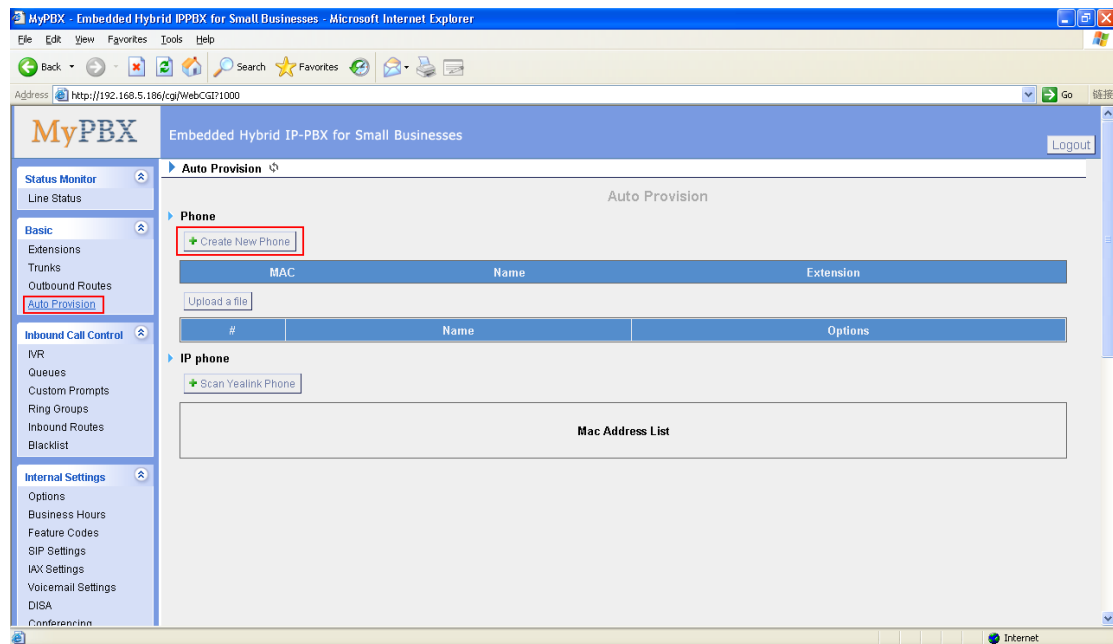 MyPBX - Embedded Hybrid IPPBX for Small Businesses - Microsoft Internet Explorer
File Edit View Favorites Tools Help
Back Search Favorites
Address http://192.168.5.186/cgi/WebCGI?1000 Go 链接
MyPBX Embedded Hybrid IP-PBX for Small Businesses
Logout
Status Monitor
Line Status
Basic
Extensions
Trunks
Outbound Routes
Auto Provision
Inbound Call Control
IVR
Queues
Custom Prompts
Ring Groups
Inbound Routes
Blacklist
Internal Settings
Options
Business Hours
Feature Codes
SIP Settings
IAX Settings
Voicemail Settings
DISA
Conferencing
Auto Provision
Auto Provision
Phone
Create New Phone
MAC Name Extension
Upload a file
# Name Options
IP phone
Scan Yealink Phone
Mac Address List
Internet